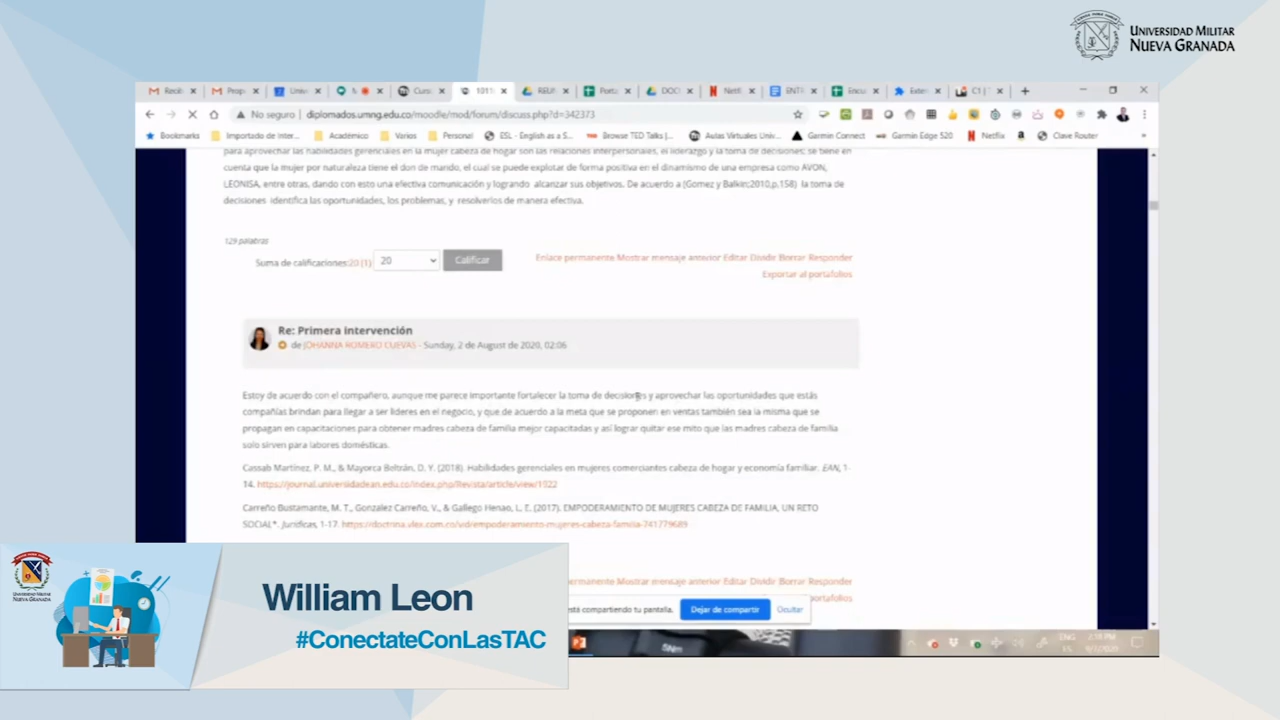 UNIVERSIDAD MILITAR
NUEVA GRANADA
No seguro
diplomados.umng.edu.co/moodle/mod/forum/discuss.php?d=342373
Bookmarks Importado de Inter... Académico Varios Personal ESL - English as a S... Browse TED Talks | ... Aulas Virtuales Univ... Garmin Connect Garmin Edge 520 Netflix Clave Router
para aprovechar las habilidades gerenciales en la mujer cabeza de hogar son las relaciones interpersonales, el liderazgo y la toma de decisiones; se tiene en
cuenta que la mujer por naturaleza tiene el don de mando, el cual se puede explotar de forma positiva en el dinamismo de una empresa como AVON,
LEONISA, entre otras, dando con esto una efectiva comunicación y logrando alcanzar sus objetivos. De acuerdo a (Gomez y Balkin;2010,p.158) la toma de
decisiones identifica las oportunidades, los problemas, y resolverlos de manera efectiva.
129 palabras
Suma de calificaciones:20 (1) 20 Calificar
Enlace permanente Mostrar mensaje anterior Editar Dividir Borrar Responder
Exportar al portafolios
Re: Primera intervención
de JOHANNA ROMERO CUEVAS - Sunday, 2 de August de 2020, 02:06
Estoy de acuerdo con el compañero, aunque me parece importante fortalecer la toma de decisiones y aprovechar las oportunidades que estás
compañías brindan para llegar a ser líderes en el negocio, y que de acuerdo a la meta que se proponen en ventas también sea la misma que se
propagan en capacitaciones para obtener madres cabeza de familia mejor capacitadas y así lograr quitar ese mito que las madres cabeza de familia
solo sirven para labores domésticas.
Cassab Martínez, P. M., & Mayorca Beltrán, D. Y. (2018). Habilidades gerenciales en mujeres comerciantes cabeza de hogar y economía familiar. EAN, 1-
14. https://journal.universidadean.edu.co/index.php/Revista/article/view/1922
Carreño Bustamante, M. T., Gonzalez Carreño, V., & Gallego Henao, L. E. (2017). EMPODERAMIENTO DE MUJERES CABEZA DE FAMILIA, UN RETO
SOCIAL*. Jurídicas, 1-17. https://doctrina.vlex.com.co/vid/empoderamiento-mujeres-cabeza-familia-741779689
rmanente Mostrar mensaje anterior Editar Dividir Borrar Responder
portafolios
está compartiendo tu pantalla. Dejar de compartir Ocultar
William Leon
#ConectateConLasTAC
UNIVERSIDAD MILITAR
NUEVA GRANADA
ENG
2:19 PM